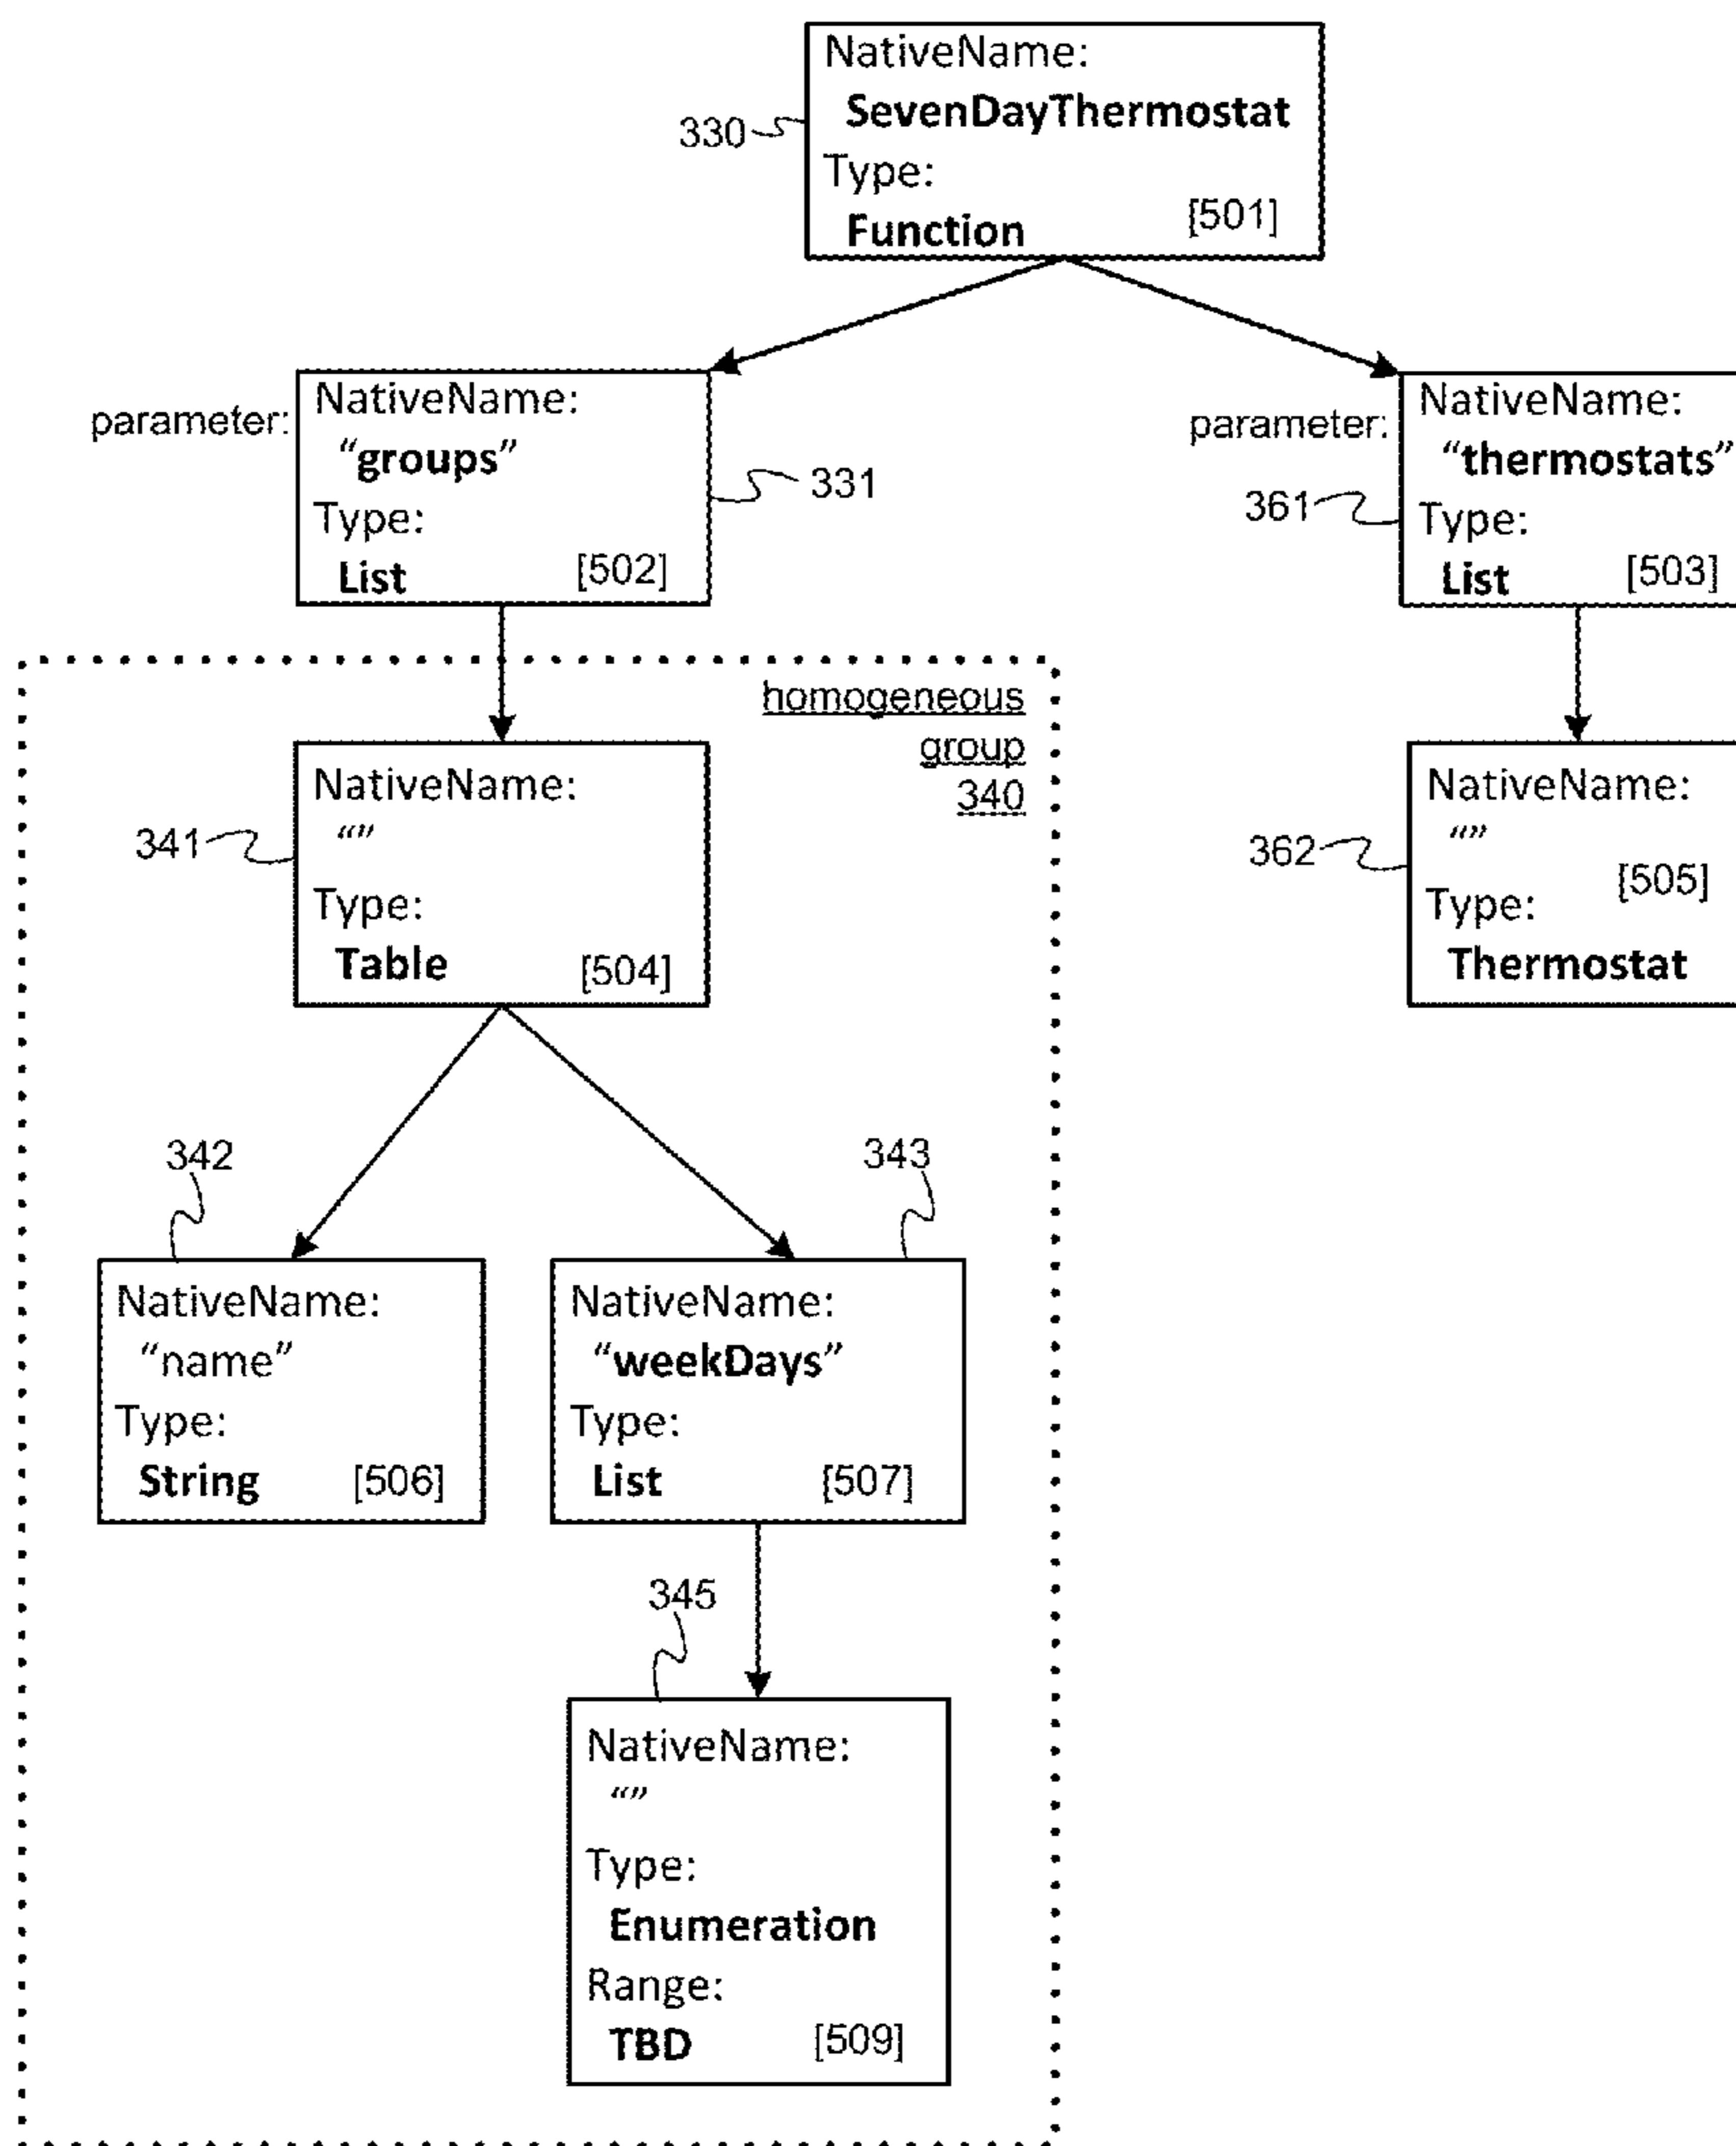 NativeName:
SevenDayThermostat
330
Type:
Function [501]
parameter:
NativeName:
“groups”
331
Type:
List [502]
parameter:
NativeName:
“thermostats”
361
Type:
List [503]
homogeneous
group
340
341
NativeName:
“”
Type:
Table [504]
362
NativeName:
“”
[505]
Type:
Thermostat
342
NativeName:
“name”
Type:
String [506]
343
NativeName:
“weekDays”
Type:
List [507]
345
NativeName:
“”
Type:
Enumeration
Range:
TBD [509]